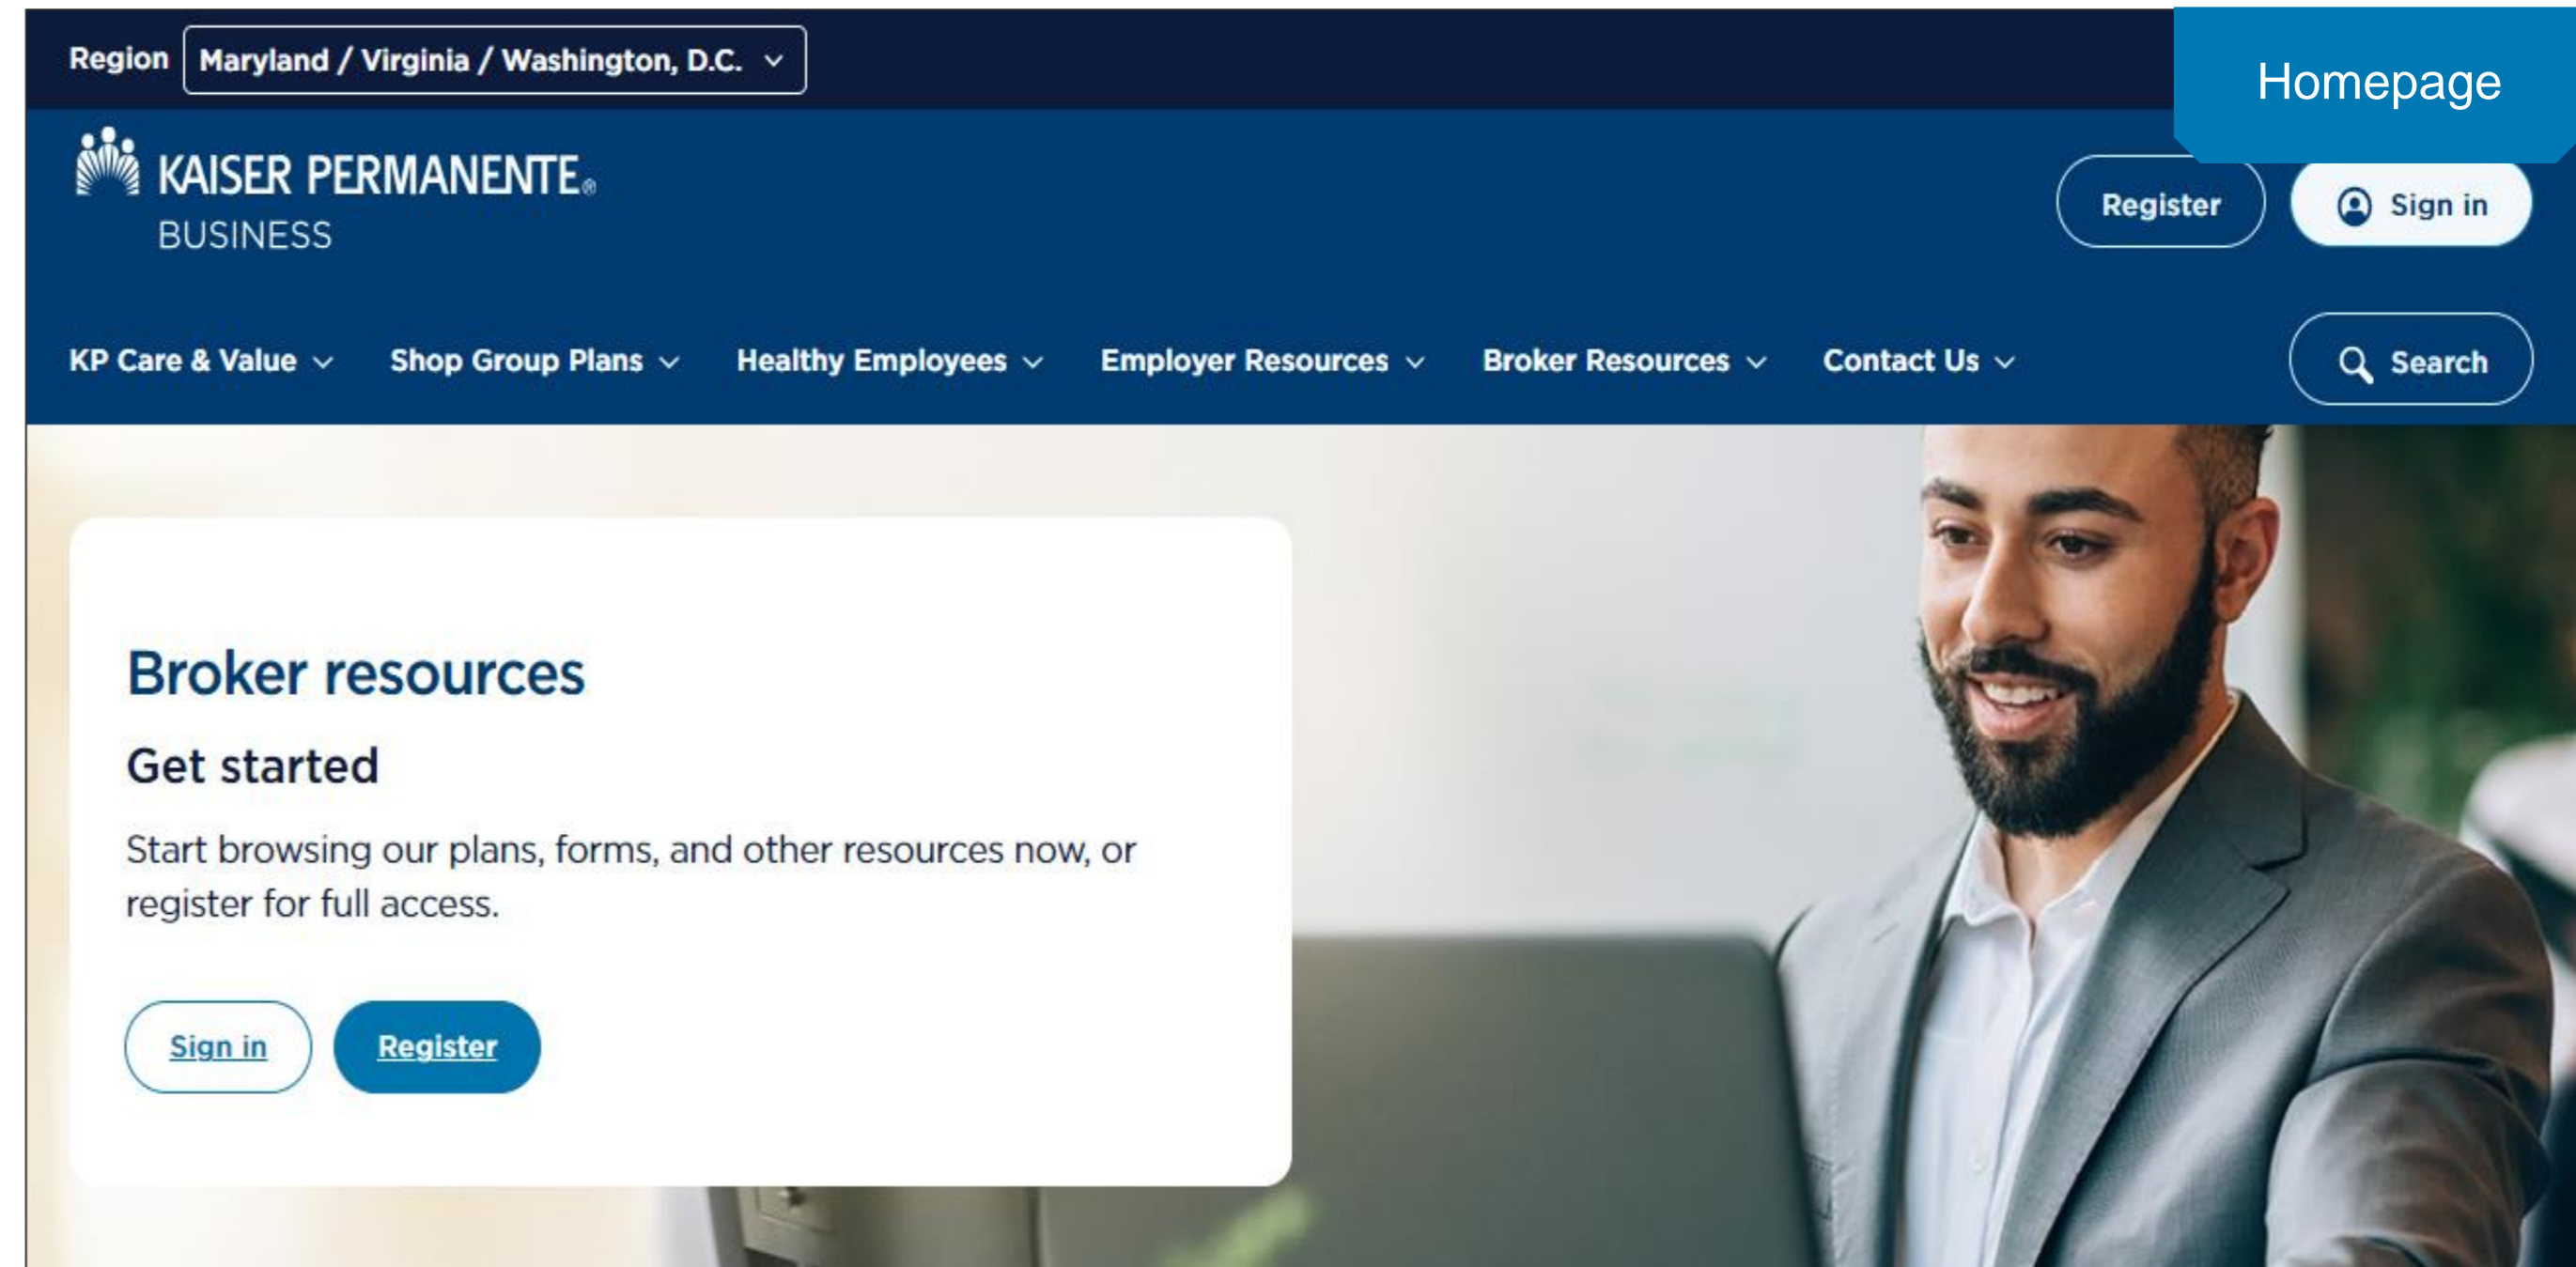 Region Maryland / Virginia / Washington, D.C.
Homepage
KAISER PERMANENTE®
BUSINESS
Register
Sign in
KP Care & Value
Shop Group Plans
Healthy Employees
Employer Resources
Broker Resources
Contact Us
Search
Broker resources
Get started
Start browsing our plans, forms, and other resources now, or
register for full access.
Sign in
Register